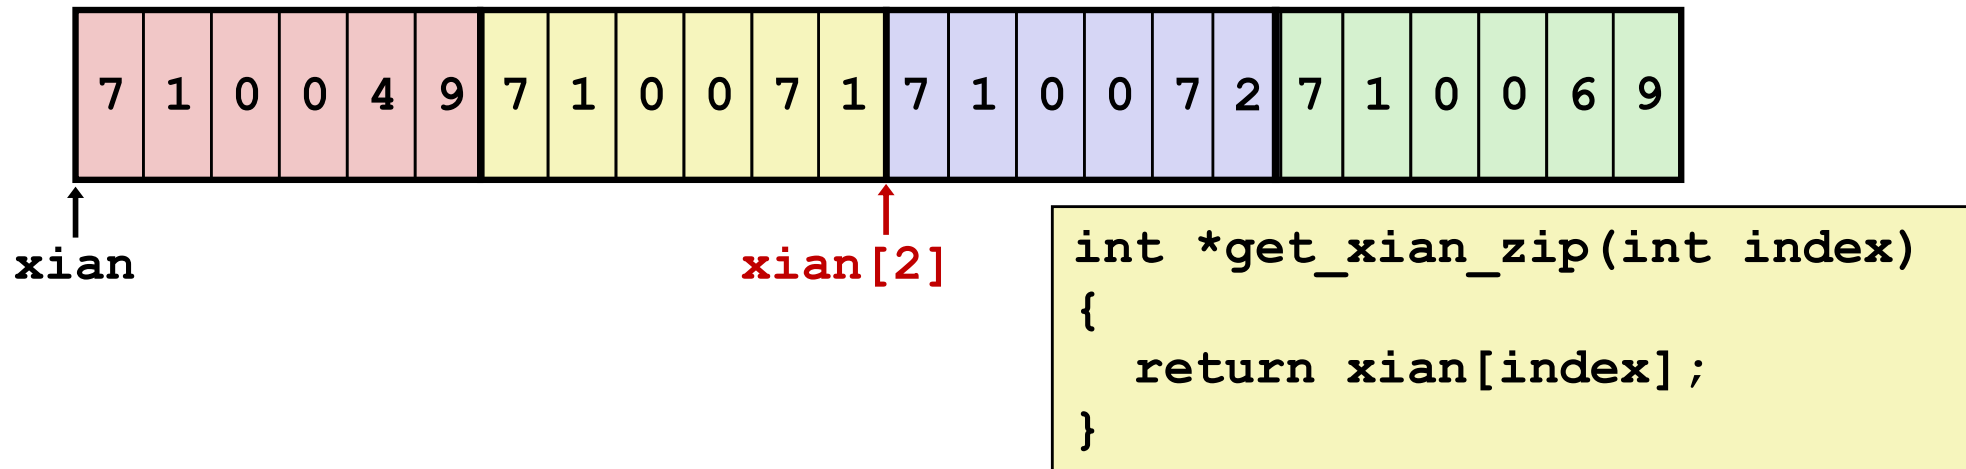 7 1 0 0 4 9 7 1 0 0 7 1 7 1 0 0 7 2 7 1 0 0 6 9
xian
xian[2]
int *get_xian_zip(int index)
{
return xian[index];
}